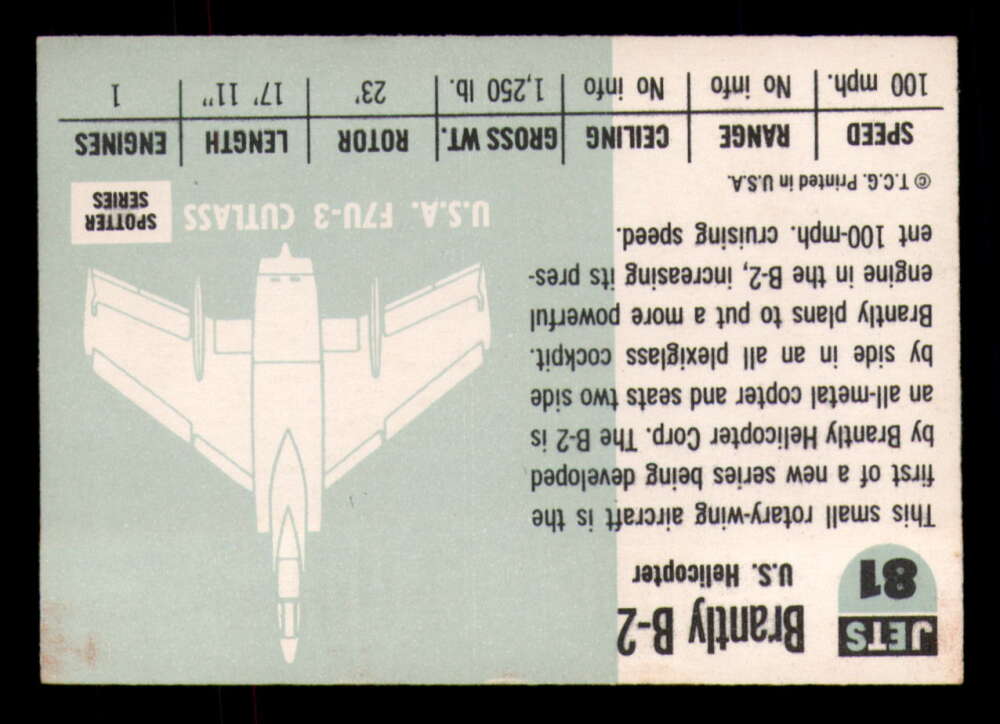 JETS
81
Brantly B-2
U.S. Helicopter
This small rotary-wing aircraft is the
first of a new series being developed
by Brantly Helicopter Corp. The B-2 is
an all-metal copter and seats two side
by side in an all plexiglass cockpit.
Brantly plans to put a more powerful
engine in the B-2, increasing its pres-
ent 100-mph. cruising speed.
© T.C.G. Printed in U.S.A.
U.S.A. F7U-3 CUTLASS
SPOTTER
SERIES
SPEED RANGE CEILING GROSS WT. ROTOR LENGTH ENGINES
100 mph. No info No info 1,250 lb. 23' 17' 11" 1